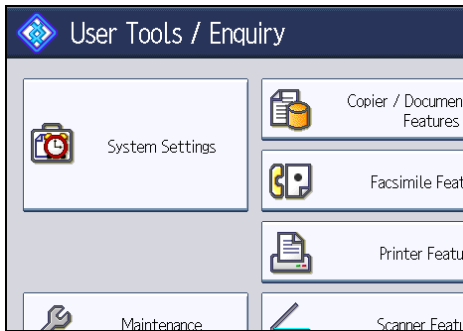 User Tools / Enquiry
System Settings
Copier / Documen
Features
Facsimile Feat
Printer Featu
Maintenance
Scanner Featu